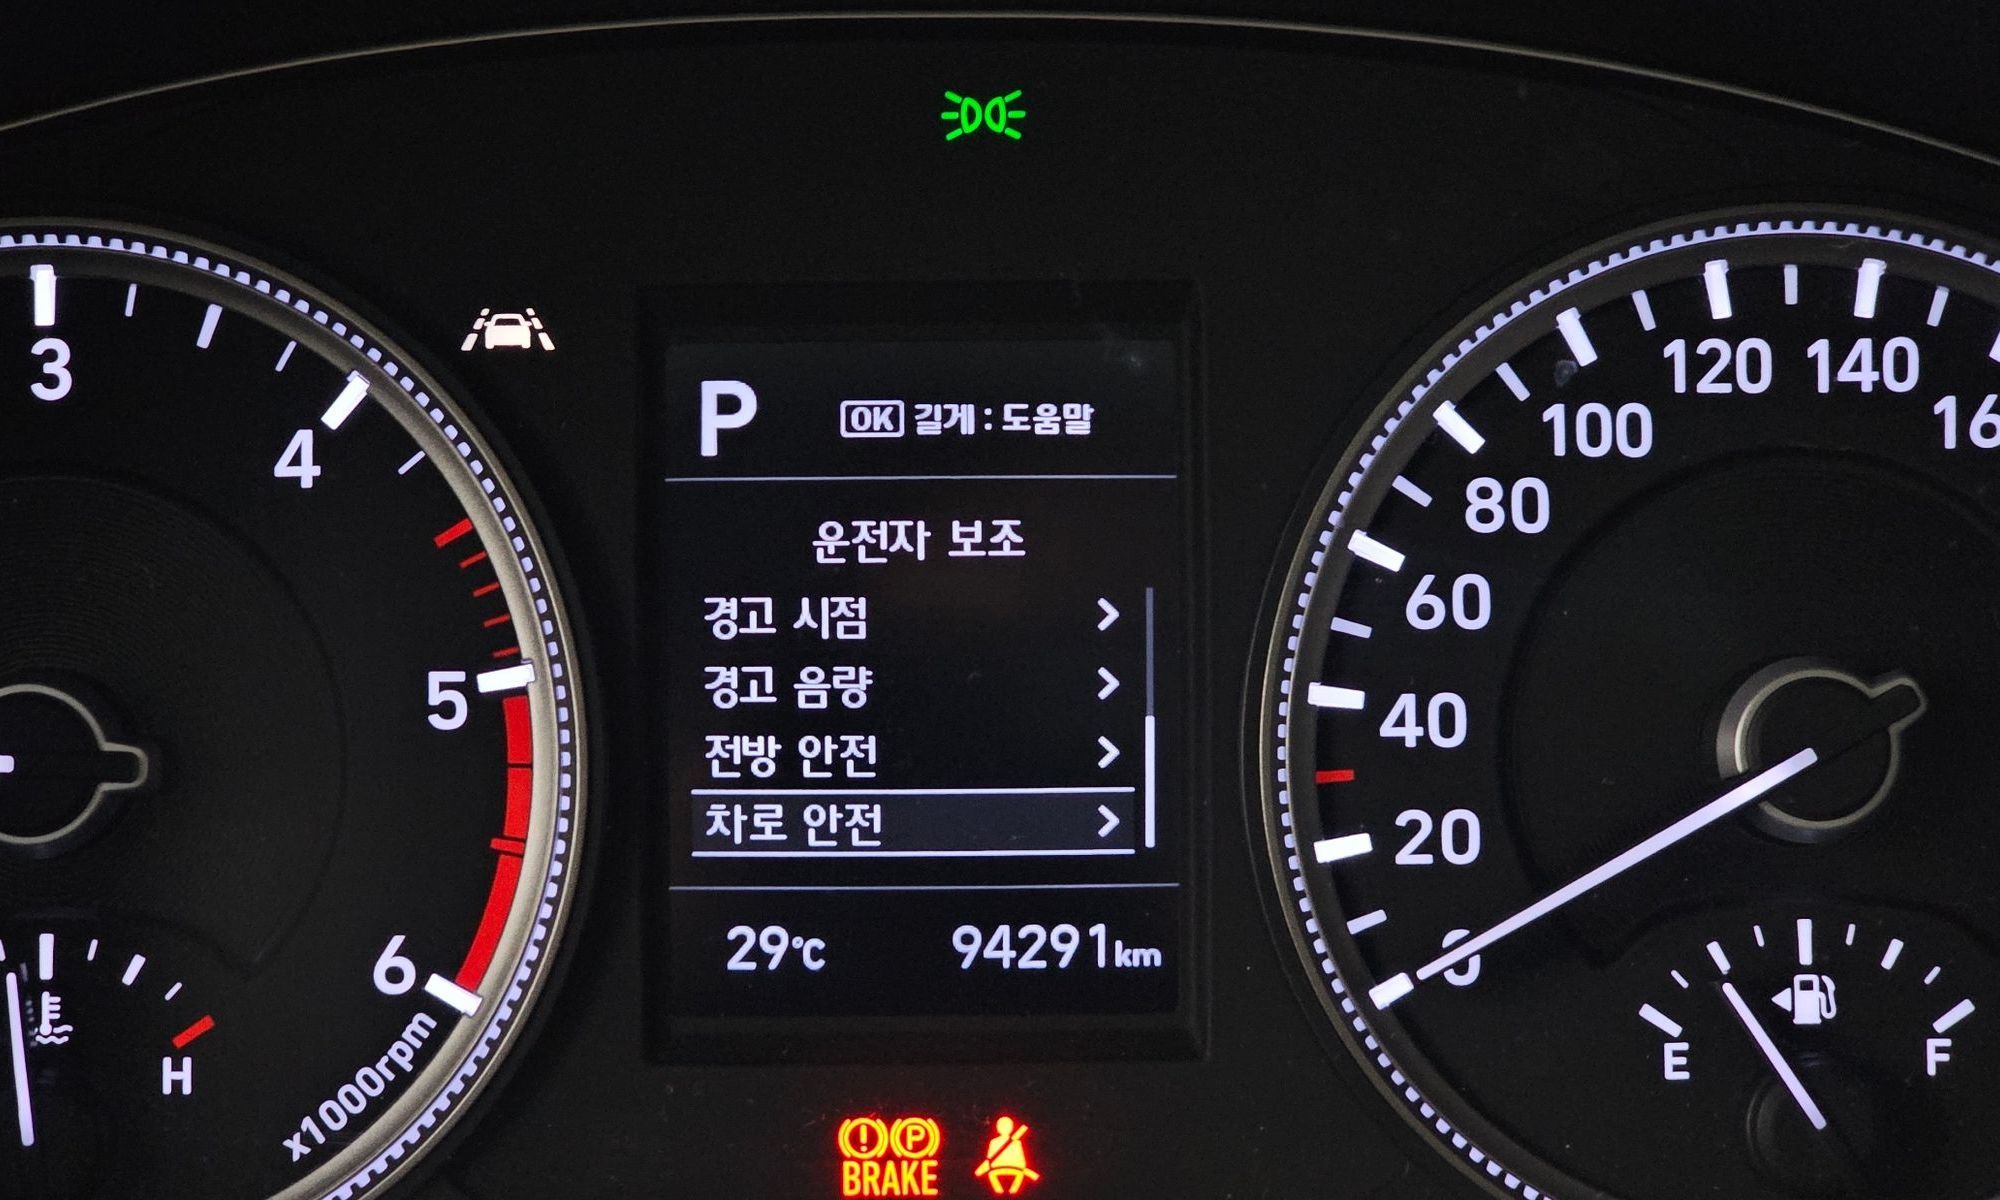 P
OK 길게 : 도움말
운전자 보조
경고 시점
경고 음량
전방 안전
차로 안전
29°C 94291km
3
4
5
6
x1000rpm
H
0
20
40
60
80
100
120
140
16
E
F
BRAKE
P